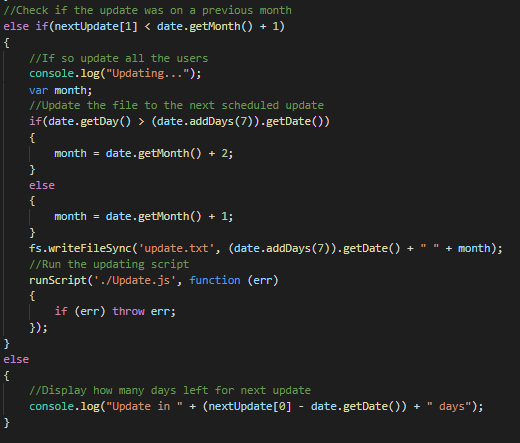 //Check if the update was on a previous month
else if(nextUpdate[1] < date.getMonth() + 1)
{
//If so update all the users
console.log("Updating...");
var month;
//Update the file to the next scheduled update
if(date.getDay() > (date.addDays(7)).getDate())
{
month = date.getMonth() + 2;
}
else
{
month = date.getMonth() + 1;
}
fs.writeFileSync('update.txt', (date.addDays(7)).getDate() + " " + month);
//Run the updating script
runScript('./Update.js', function (err)
{
if (err) throw err;
});
}
else
{
//Display how many days left for next update
console.log("Update in " + (nextUpdate[0] - date.getDate()) + " days");
}